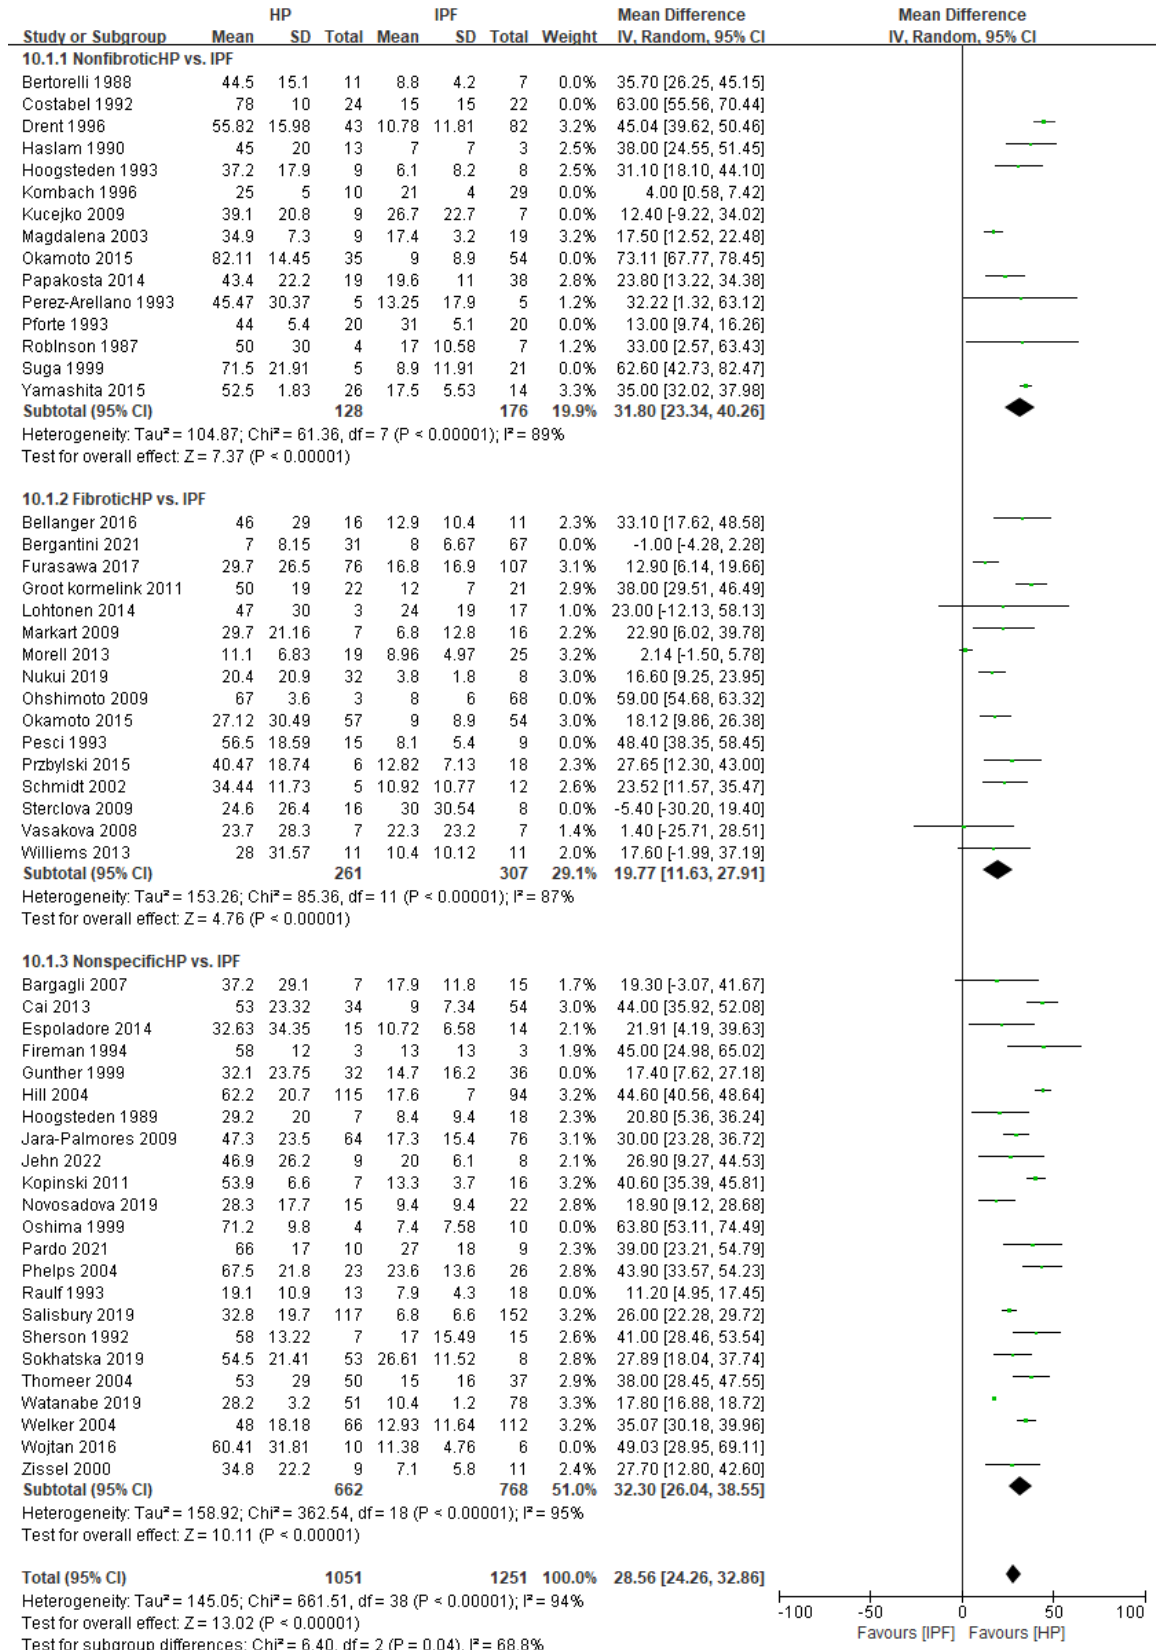 HP IPF Mean Difference Mean Difference
Study or Subgroup Mean SD Total Mean SD Total Weight IV, Random, 95% CI IV, Random, 95% CI
10.1.1 NonfibroticHP vs. IPF
Bertorelli 1988 44.5 15.1 11 8.8 4.2 7 0.0% 35.70 [26.25, 45.15]
Costabel 1992 78 10 24 15 15 22 0.0% 63.00 [55.56, 70.44]
Drent 1996 55.82 15.98 43 10.78 11.81 82 3.2% 45.04 [39.62, 50.46]
Haslam 1990 45 20 13 7 7 3 2.5% 38.00 [24.55, 51.45]
Hoogsteden 1993 37.2 17.9 9 6.1 8.2 8 2.5% 31.10 [18.10, 44.10]
Kombach 1996 25 5 10 21 4 29 0.0% 4.00 [0.58, 7.42]
Kucejko 2009 39.1 20.8 9 26.7 22.7 7 0.0% 12.40 [-9.22, 34.02]
Magdalena 2003 34.9 7.3 9 17.4 3.2 19 3.2% 17.50 [12.52, 22.48]
Okamoto 2015 82.11 14.45 35 9 8.9 54 0.0% 73.11 [67.77, 78.45]
Papakosta 2014 43.4 22.2 19 19.6 11 38 2.8% 23.80 [13.22, 34.38]
Perez-Arellano 1993 45.47 30.37 5 13.25 17.9 5 1.2% 32.22 [1.32, 63.12]
Pforte 1993 44 5.4 20 31 5.1 20 0.0% 13.00 [9.74, 16.26]
RobInson 1987 50 30 4 17 10.58 7 1.2% 33.00 [2.57, 63.43]
Suga 1999 71.5 21.91 5 8.9 11.91 21 0.0% 62.60 [42.73, 82.47]
Yamashita 2015 52.5 1.83 26 17.5 5.53 14 3.3% 35.00 [32.02, 37.98]
Subtotal (95% CI) 128 176 19.9% 31.80 [23.34, 40.26]
Heterogeneity: Tau² = 104.87; Chi² = 61.36, df = 7 (P < 0.00001); I² = 89%
Test for overall effect: Z = 7.37 (P < 0.00001)
10.1.2 FibroticHP vs. IPF
Bellanger 2016 46 29 16 12.9 10.4 11 2.3% 33.10 [17.62, 48.58]
Bergantini 2021 7 8.15 31 8 6.67 67 0.0% -1.00 [-4.28, 2.28]
Furasawa 2017 29.7 26.5 76 16.8 16.9 107 3.1% 12.90 [6.14, 19.66]
Groot kormelink 2011 50 19 22 12 7 21 2.9% 38.00 [29.51, 46.49]
Lohtonen 2014 47 30 3 24 19 17 1.0% 23.00 [-12.13, 58.13]
Markart 2009 29.7 21.16 7 6.8 12.8 16 2.2% 22.90 [6.02, 39.78]
Morell 2013 11.1 6.83 19 8.96 4.97 25 3.2% 2.14 [-1.50, 5.78]
Nukui 2019 20.4 20.9 32 3.8 1.8 8 3.0% 16.60 [9.25, 23.95]
Ohshimoto 2009 67 3.6 3 8 6 68 0.0% 59.00 [54.68, 63.32]
Okamoto 2015 27.12 30.49 57 9 8.9 54 3.0% 18.12 [9.86, 26.38]
Pesci 1993 56.5 18.59 15 8.1 5.4 9 0.0% 48.40 [38.35, 58.45]
Przbylski 2015 40.47 18.74 6 12.82 7.13 18 2.3% 27.65 [12.30, 43.00]
Schmidt 2002 34.44 11.73 5 10.92 10.77 12 2.6% 23.52 [11.57, 35.47]
Sterclova 2009 24.6 26.4 16 30 30.54 8 0.0% -5.40 [-30.20, 19.40]
Vasakova 2008 23.7 28.3 7 22.3 23.2 7 1.4% 1.40 [-25.71, 28.51]
Williems 2013 28 31.57 11 10.4 10.12 11 2.0% 17.60 [-1.99, 37.19]
Subtotal (95% CI) 261 307 29.1% 19.77 [11.63, 27.91]
Heterogeneity: Tau² = 153.26; Chi² = 85.36, df = 11 (P < 0.00001); I² = 87%
Test for overall effect: Z = 4.76 (P < 0.00001)
10.1.3 NonspecificHP vs. IPF
Bargagli 2007 37.2 29.1 7 17.9 11.8 15 1.7% 19.30 [-3.07, 41.67]
Cai 2013 53 23.32 34 9 7.34 54 3.0% 44.00 [35.92, 52.08]
Espoladore 2014 32.63 34.35 15 10.72 6.58 14 2.1% 21.91 [4.19, 39.63]
Fireman 1994 58 12 3 13 13 3 1.9% 45.00 [24.98, 65.02]
Gunther 1999 32.1 23.75 32 14.7 16.2 36 0.0% 17.40 [7.62, 27.18]
Hill 2004 62.2 20.7 115 17.6 7 94 3.2% 44.60 [40.56, 48.64]
Hoogsteden 1989 29.2 20 7 8.4 9.4 18 2.3% 20.80 [5.36, 36.24]
Jara-Palmores 2009 47.3 23.5 64 17.3 15.4 76 3.1% 30.00 [23.28, 36.72]
Jehn 2022 46.9 26.2 9 20 6.1 8 2.1% 26.90 [9.27, 44.53]
Kopinski 2011 53.9 6.6 7 13.3 3.7 16 3.2% 40.60 [35.39, 45.81]
Novosadova 2019 28.3 17.7 15 9.4 9.4 22 2.8% 18.90 [9.12, 28.68]
Oshima 1999 71.2 9.8 4 7.4 7.58 10 0.0% 63.80 [53.11, 74.49]
Pardo 2021 66 17 10 27 18 9 2.3% 39.00 [23.21, 54.79]
Phelps 2004 67.5 21.8 23 23.6 13.6 26 2.8% 43.90 [33.57, 54.23]
Raulf 1993 19.1 10.9 13 7.9 4.3 18 3.1% 11.20 [4.95, 17.45]
Salisbury 2019 32.8 19.7 117 6.8 6.6 152 3.2% 26.00 [22.28, 29.72]
Sherson 1992 58 13.22 7 17 15.49 15 2.6% 41.00 [28.46, 53.54]
Sokhatska 2019 54.5 21.41 53 26.61 11.52 8 2.8% 27.89 [18.04, 37.74]
Thomeer 2004 53 29 50 15 16 37 2.9% 38.00 [28.45, 47.55]
Watanabe 2019 28.2 3.2 51 10.4 1.2 78 3.3% 17.80 [16.88, 18.72]
Welker 2004 48 18.18 66 12.93 11.64 112 3.2% 35.07 [30.18, 39.96]
Wojtan 2016 60.41 31.81 10 11.38 4.76 6 0.0% 49.03 [28.95, 69.11]
Zissel 2000 34.8 22.2 9 7.1 5.8 11 2.4% 27.70 [12.80, 42.60]
Subtotal (95% CI) 662 768 51.0% 32.30 [26.04, 38.55]
Heterogeneity: Tau² = 158.92; Chi² = 362.54, df = 18 (P < 0.00001); I² = 95%
Test for overall effect: Z = 10.11 (P < 0.00001)
Total (95% CI) 1051 1251 100.0% 28.56 [24.26, 32.86]
Heterogeneity: Tau² = 145.05; Chi² = 661.51, df = 38 (P < 0.00001); I² = 94%
-100 -50 0 50 100
Test for overall effect: Z = 13.02 (P < 0.00001)
Favours [IPF] Favours [HP]
Test for subgroup differences: Chi² = 6.40, df = 2 (P = 0.04), I² = 68.8%